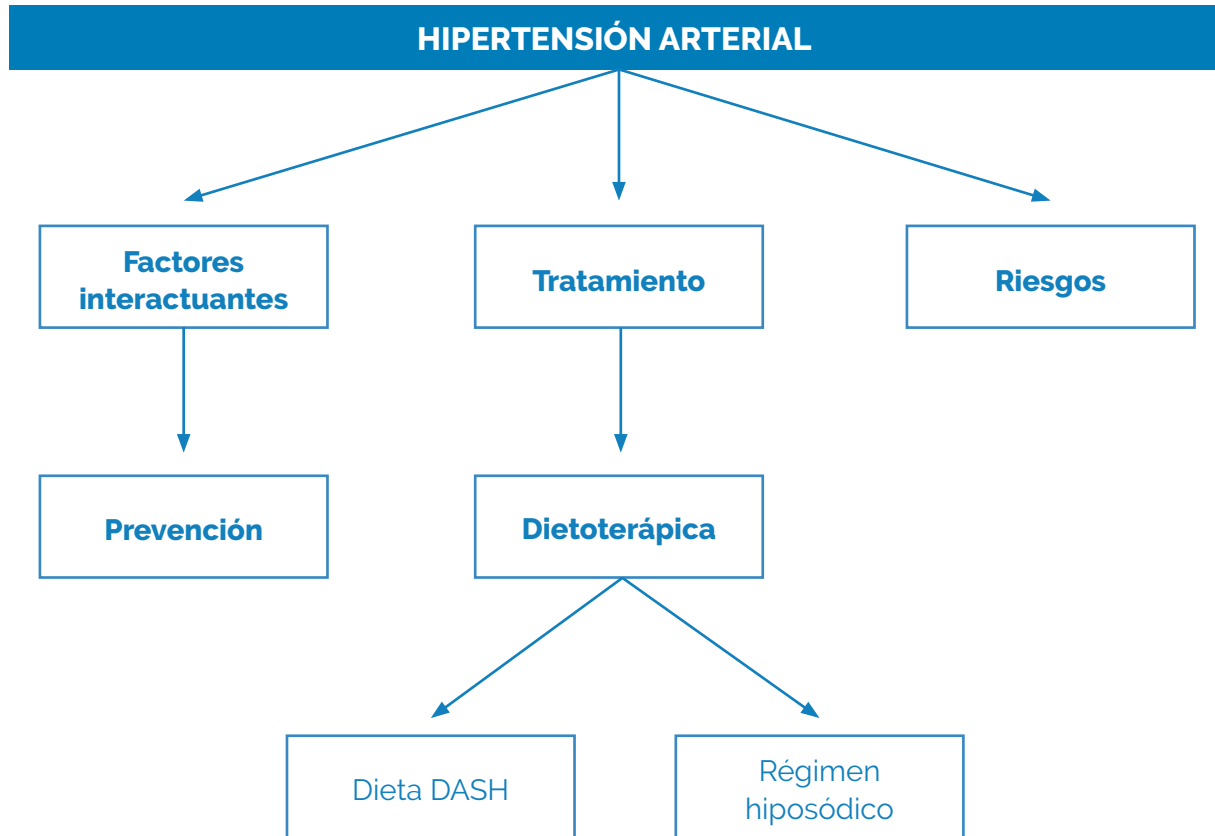 HIPERTENSIÓN ARTERIAL
Factores
interactuantes
Tratamiento
Riesgos
Prevención
Dietoterápica
Dieta DASH
Régimen
hiposódico